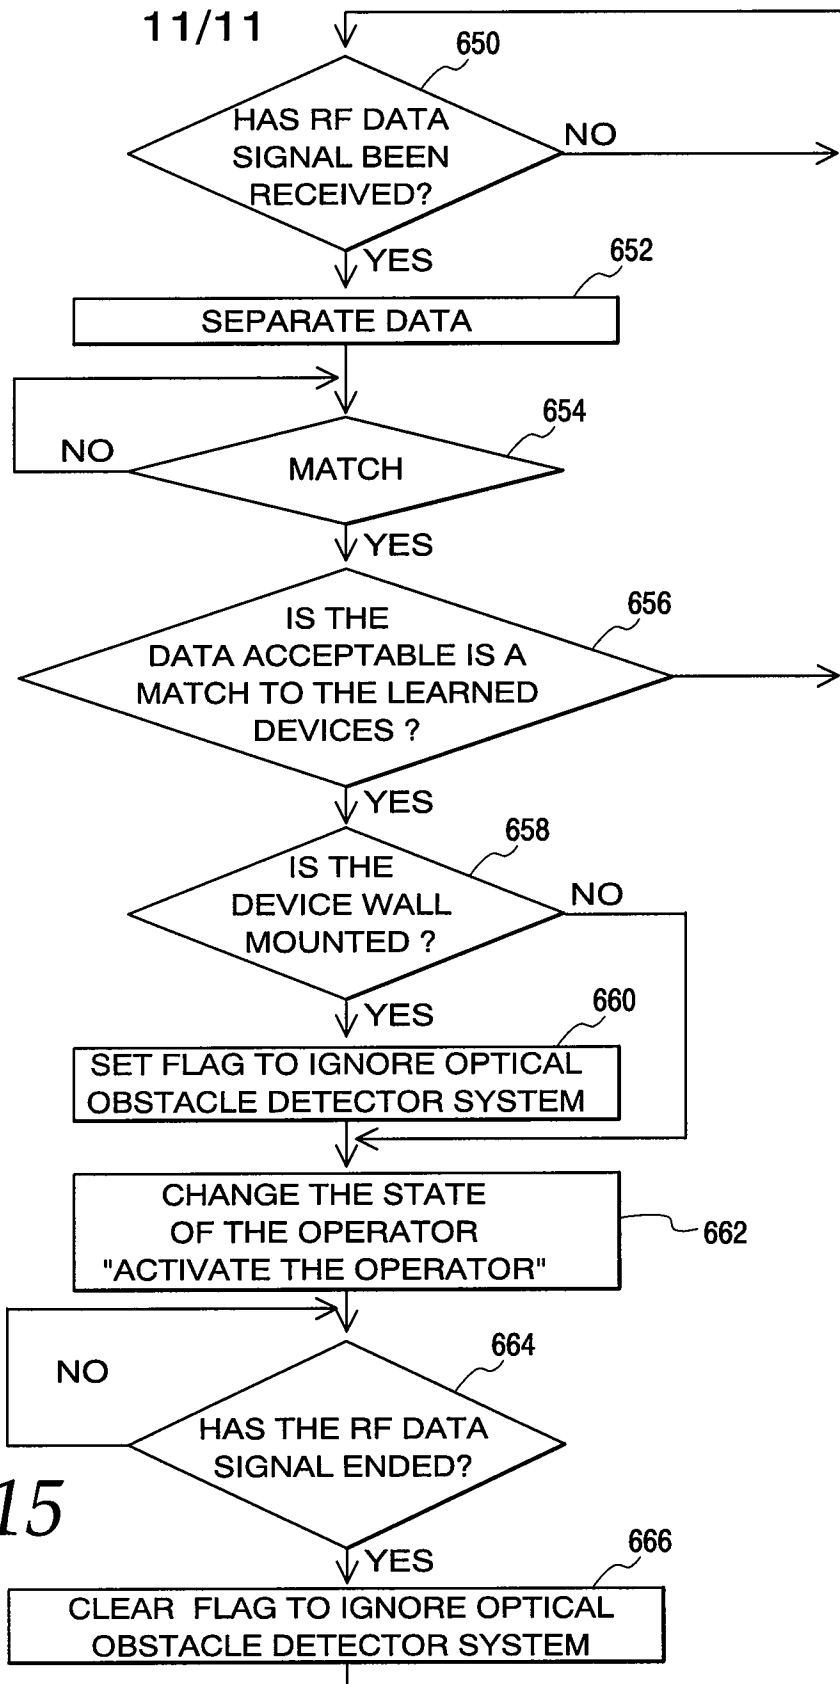 11/11
650
HAS RF DATA
SIGNAL BEEN
RECEIVED?
NO
YES
652
SEPARATE DATA
654
NO
MATCH
YES
656
IS THE
DATA ACCEPTABLE IS A
MATCH TO THE LEARNED
DEVICES ?
YES
658
IS THE
DEVICE WALL
MOUNTED ?
NO
YES
660
SET FLAG TO IGNORE OPTICAL
OBSTACLE DETECTOR SYSTEM
CHANGE THE STATE
OF THE OPERATOR
"ACTIVATE THE OPERATOR"
662
664
NO
HAS THE RF DATA
SIGNAL ENDED?
15
YES
666
CLEAR FLAG TO IGNORE OPTICAL
OBSTACLE DETECTOR SYSTEM